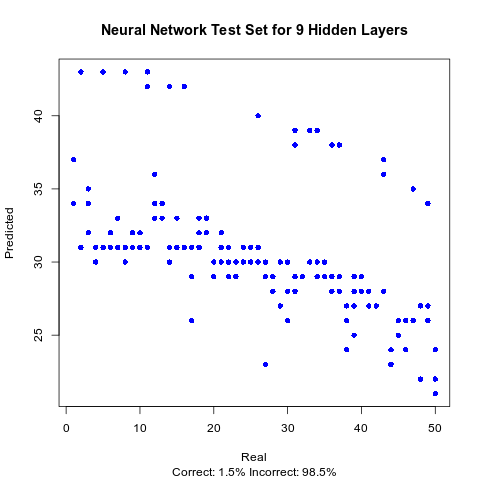 Neural Network Test Set for 9 Hidden Layers
Predicted
40
35
30
25
0
10
20
30
40
50
Real
Correct: 1.5% Incorrect: 98.5%